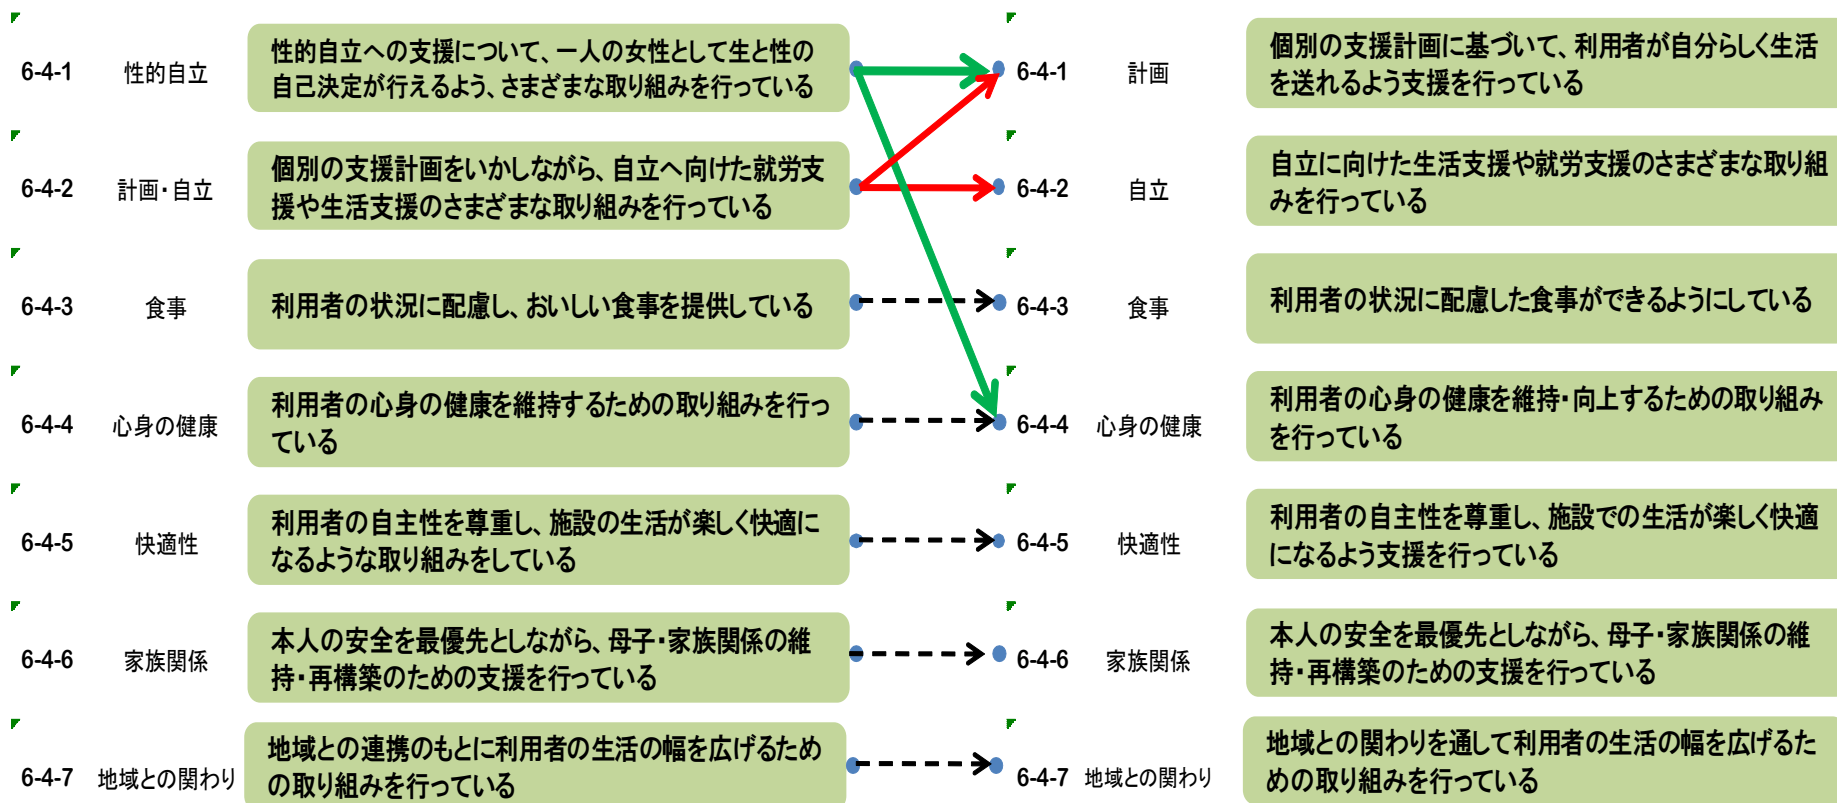 6-4-1
性的自立
性的自立への支援について、一人の女性として生と性の
自己決定が行えるよう、さまざまな取り組みを行っている
6-4-1
計画
個別の支援計画に基づいて、利用者が自分らしく生活
を送れるよう支援を行っている
6-4-2
計画・自立
個別の支援計画をいかしながら、自立へ向けた就労支
援や生活支援のさまざまな取り組みを行っている
6-4-2
自立
自立に向けた生活支援や就労支援のさまざまな取り組
みを行っている
6-4-3
食事
利用者の状況に配慮し、おいしい食事を提供している
6-4-3
食事
利用者の状況に配慮した食事ができるようにしている
6-4-4
心身の健康
利用者の心身の健康を維持するための取り組みを行っ
ている
6-4-4
心身の健康
利用者の心身の健康を維持・向上するための取り組み
を行っている
6-4-5
快適性
利用者の自主性を尊重し、施設の生活が楽しく快適に
なるような取り組みをしている
6-4-5
快適性
利用者の自主性を尊重し、施設での生活が楽しく快適
になるよう支援を行っている
6-4-6
家族関係
本人の安全を最優先としながら、母子・家族関係の維
持・再構築のための支援を行っている
6-4-6
家族関係
本人の安全を最優先としながら、母子・家族関係の維
持・再構築のための支援を行っている
6-4-7
地域との関わり
地域との連携のもとに利用者の生活の幅を広げるため
の取り組みを行っている
6-4-7
地域との関わり
地域との関わりを通して利用者の生活の幅を広げるた
めの取り組みを行っている